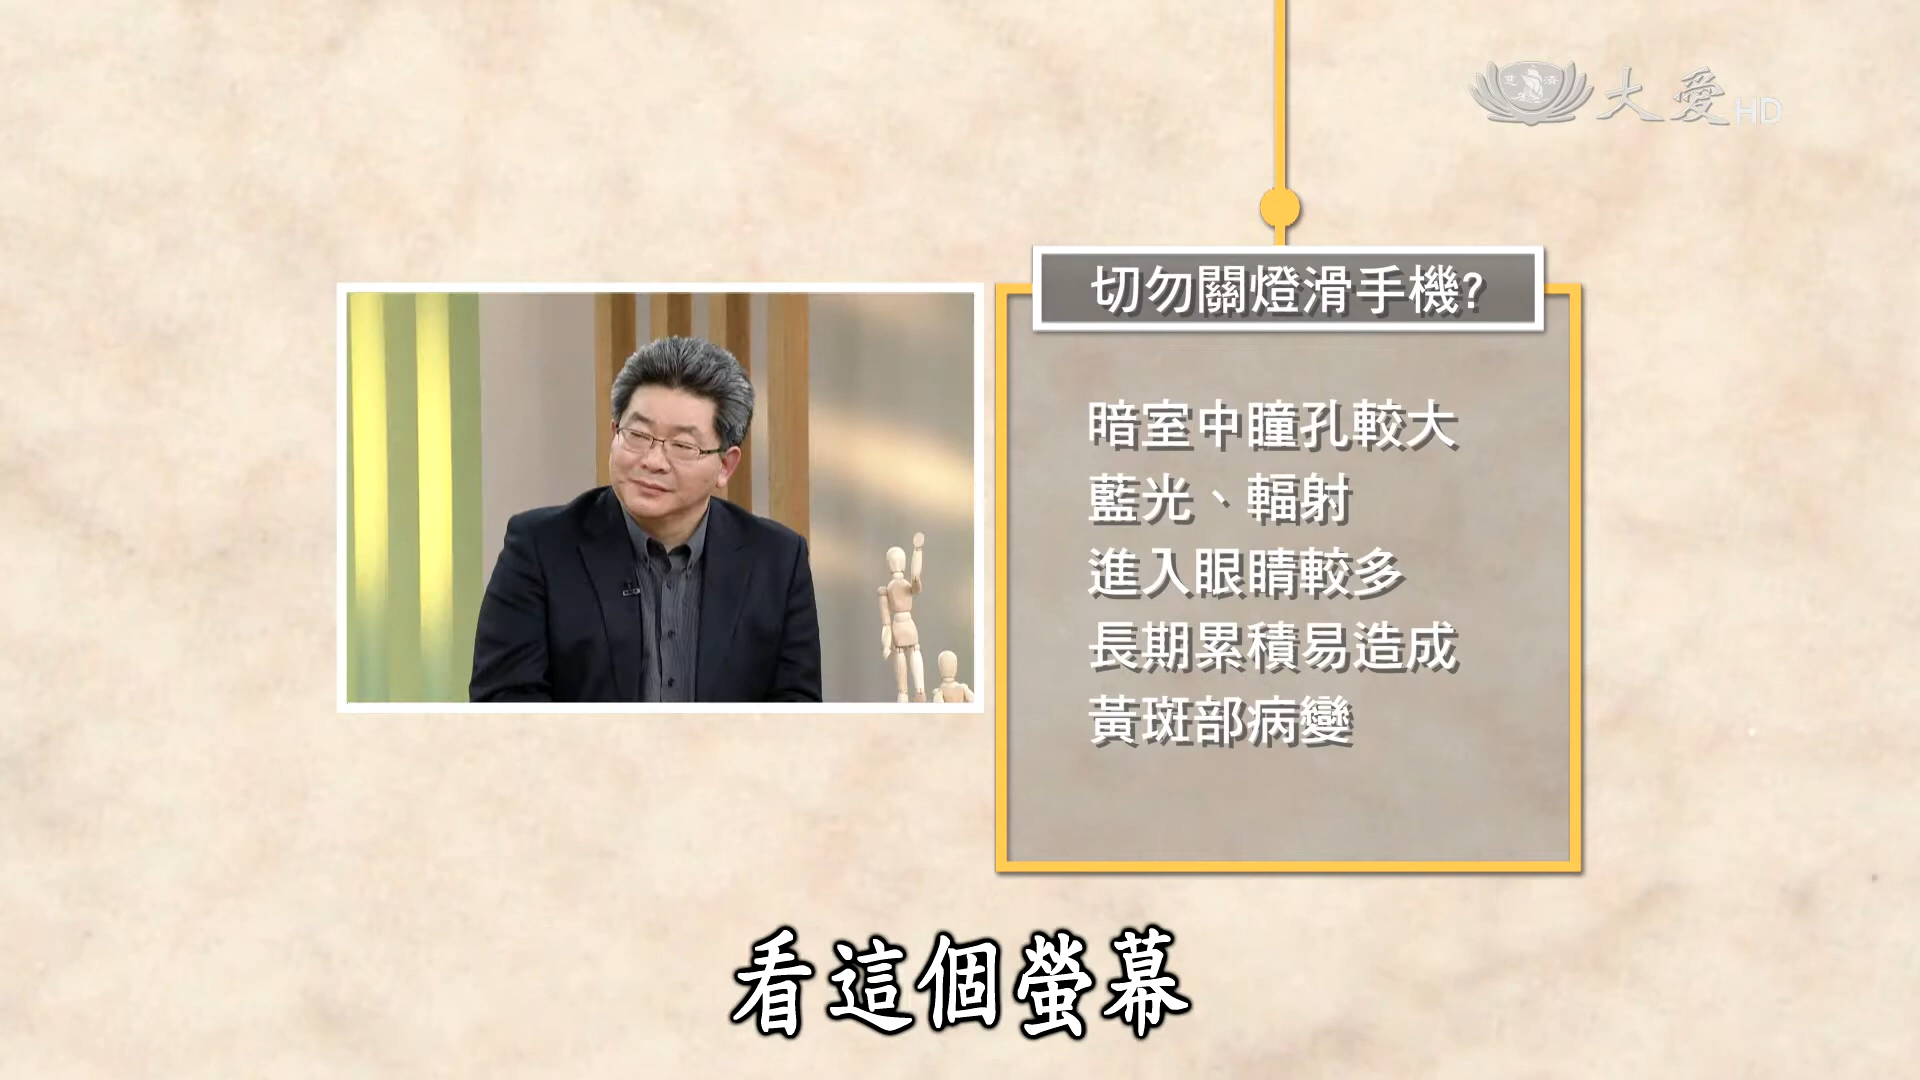 大愛HD
切勿關燈滑手機?
暗室中瞳孔較大
藍光、輻射
進入眼睛較多
長期累積易造成
黃斑部病變
看這個螢幕